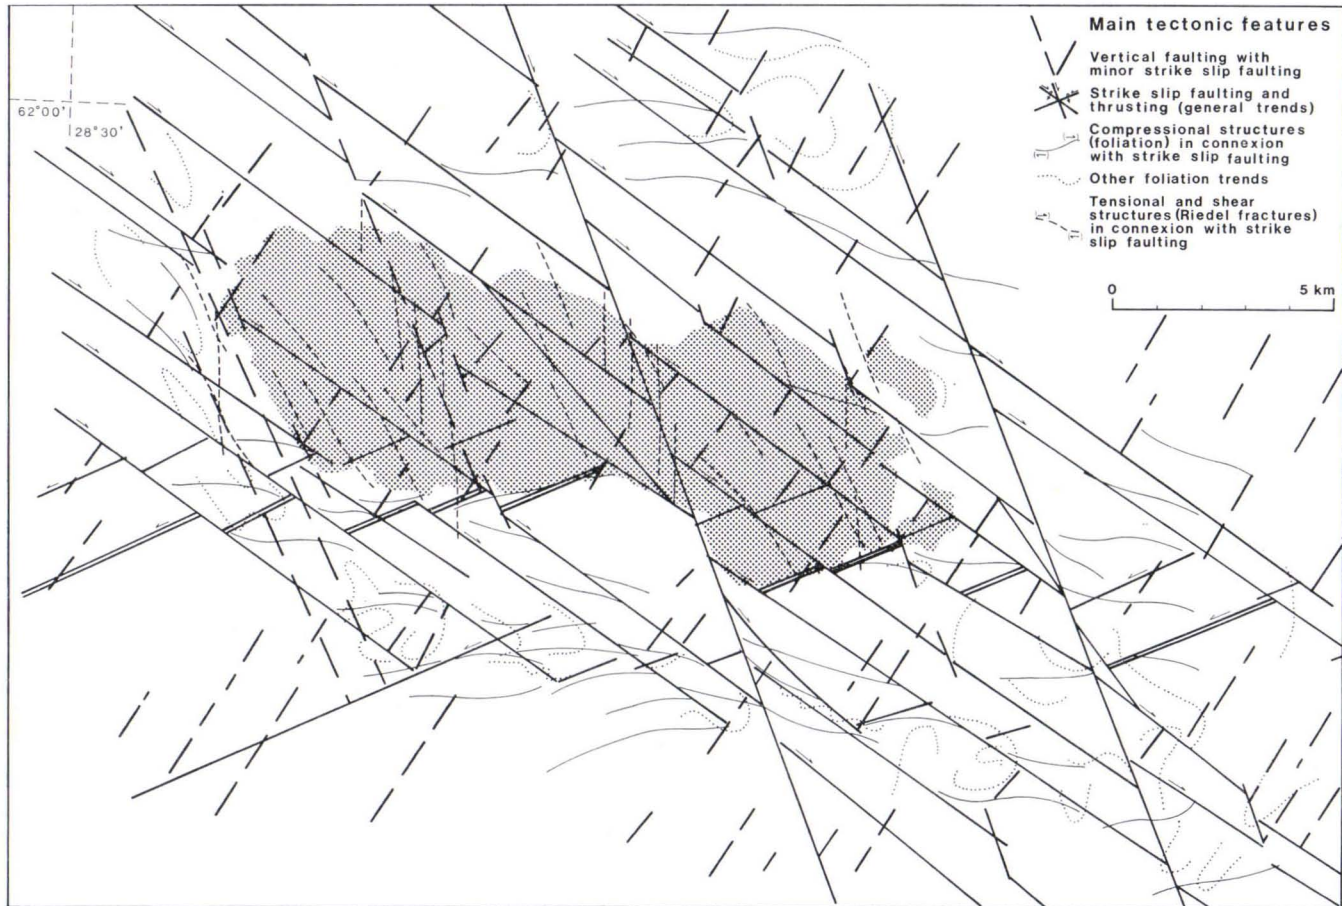 Main tectonic features
Vertical faulting with
minor strike slip faulting
Strike slip faulting and
thrusting (general trends)
Compressional structures
(foliation) in connexion
with strike slip faulting
Other foliation trends
Tensional and shear
structures (Riedel fractures)
in connexion with strike
slip faulting
0 5 km
62°00'
28°30'